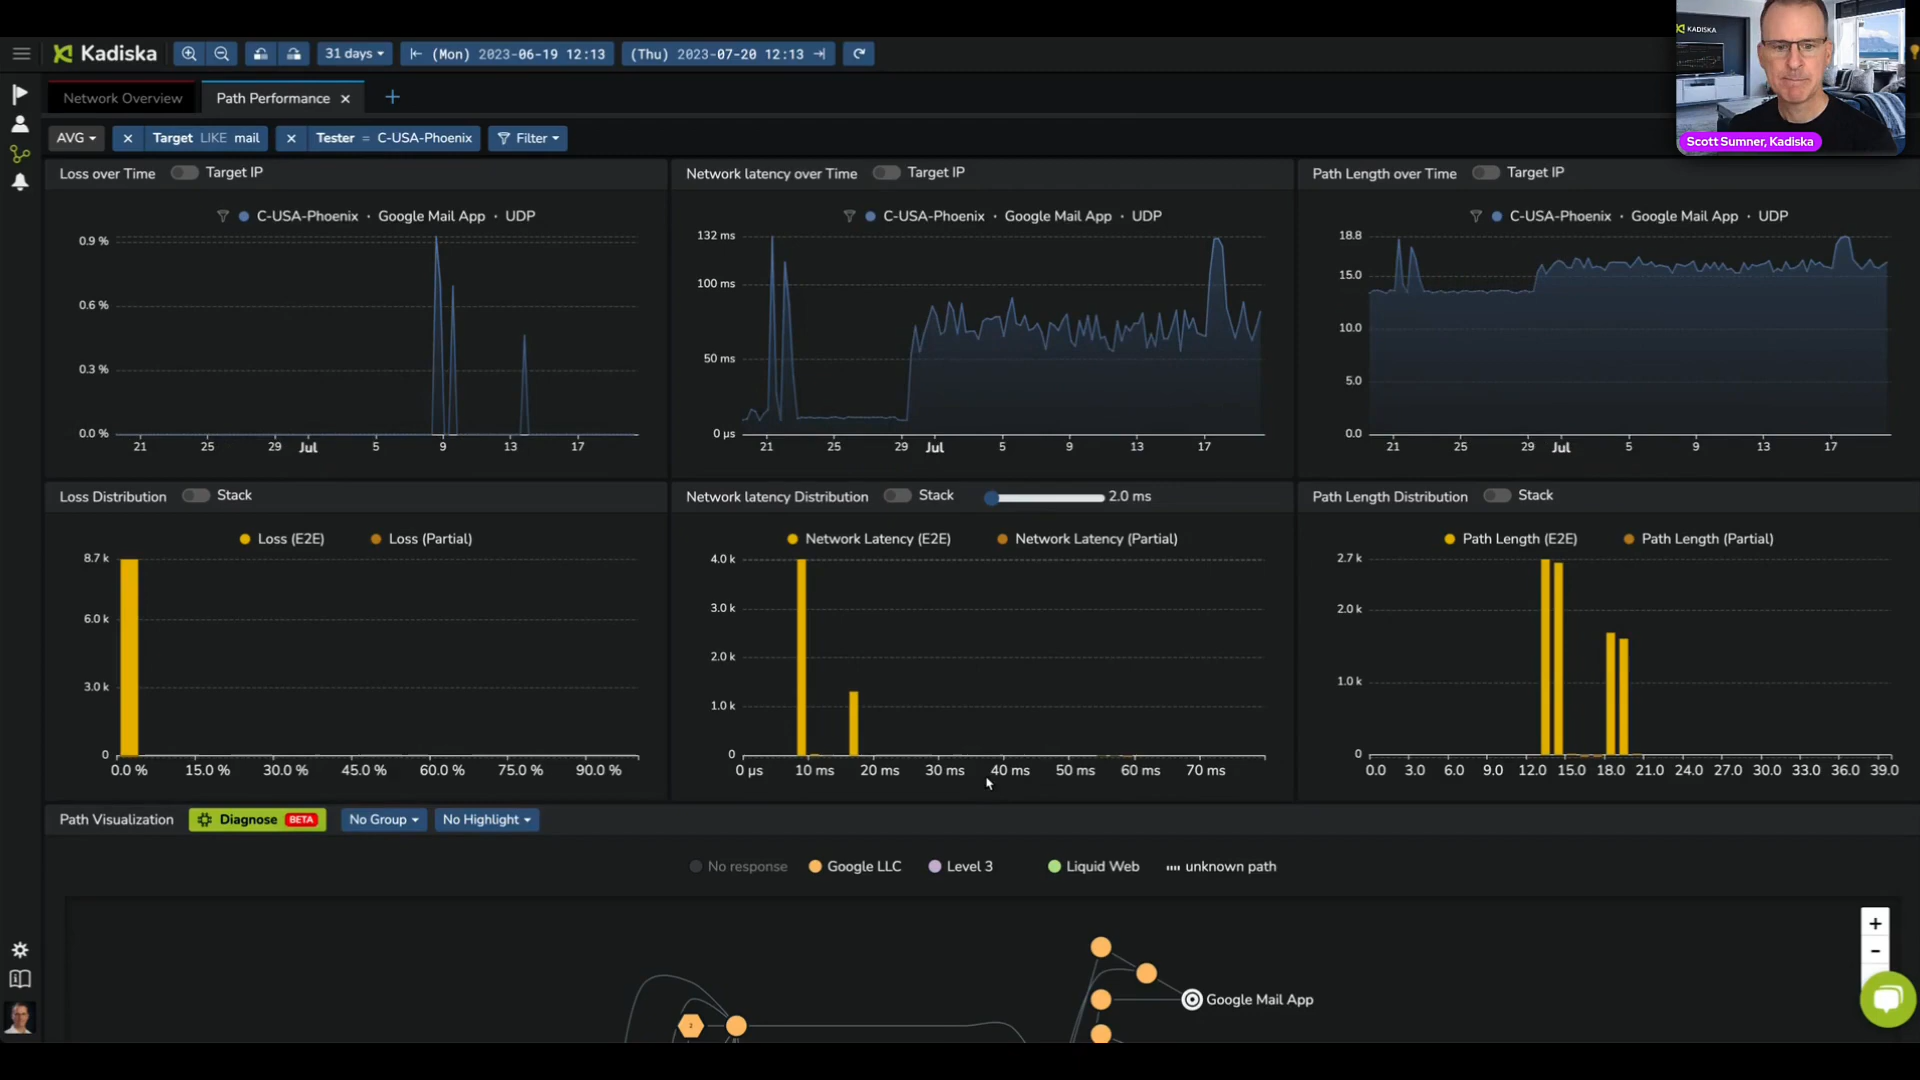 Kadiska
31 days
(Mon) 2023-06-19 12:13
(Thu) 2023-07-20 12:13
KADISKA
Scott Sumner, Kadiska
Network Overview
Path Performance
AVG
Target LIKE mail
Tester = C-USA-Phoenix
Filter
Loss over Time
Target IP
C-USA-Phoenix · Google Mail App · UDP
0.9 %
0.6 %
0.3 %
0.0 %
21 25 29 Jul 5 9 13 17
Network latency over Time
Target IP
C-USA-Phoenix · Google Mail App · UDP
132 ms
100 ms
50 ms
0 µs
21 25 29 Jul 5 9 13 17
Path Length over Time
Target IP
C-USA-Phoenix · Google Mail App · UDP
18.8
15.0
10.0
5.0
0.0
21 25 29 Jul 5 9 13 17
Loss Distribution
Stack
Loss (E2E)
Loss (Partial)
8.7 k
6.0 k
3.0 k
0
0.0 % 15.0 % 30.0 % 45.0 % 60.0 % 75.0 % 90.0 %
Network latency Distribution
Stack
2.0 ms
Network Latency (E2E)
Network Latency (Partial)
4.0 k
3.0 k
2.0 k
1.0 k
0
0 µs 10 ms 20 ms 30 ms 40 ms 50 ms 60 ms 70 ms
Path Length Distribution
Stack
Path Length (E2E)
Path Length (Partial)
2.7 k
2.0 k
1.0 k
0
0.0 3.0 6.0 9.0 12.0 15.0 18.0 21.0 24.0 27.0 30.0 33.0 36.0 39.0
Path Visualization
Diagnose BETA
No Group
No Highlight
No response
Google LLC
Level 3
Liquid Web
unknown path
Google Mail App
2